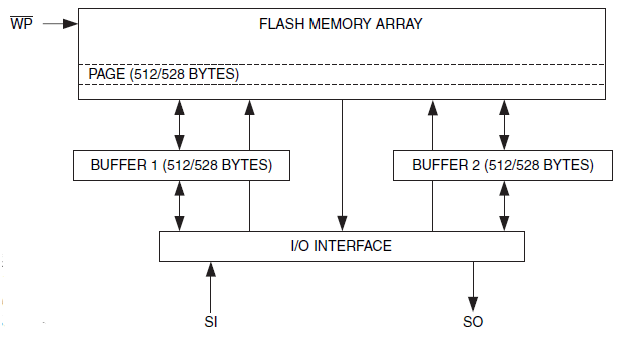 WP
FLASH MEMORY ARRAY
PAGE (512/528 BYTES)
BUFFER 1 (512/528 BYTES)
BUFFER 2 (512/528 BYTES)
I/O INTERFACE
SI
SO